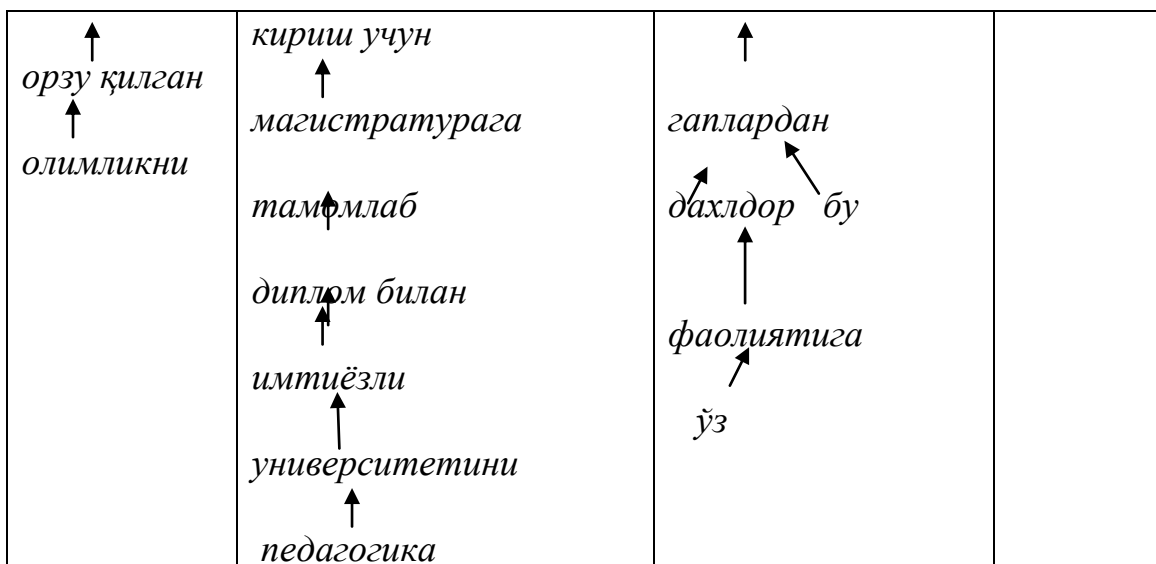 орзу қилган
олимликни
кириш учун
магистратурага
тамомлаб
диплом билан
имтиёзли
университетини
педагогика
гаплардан
дахлдор бу
фаолиятига
ўз